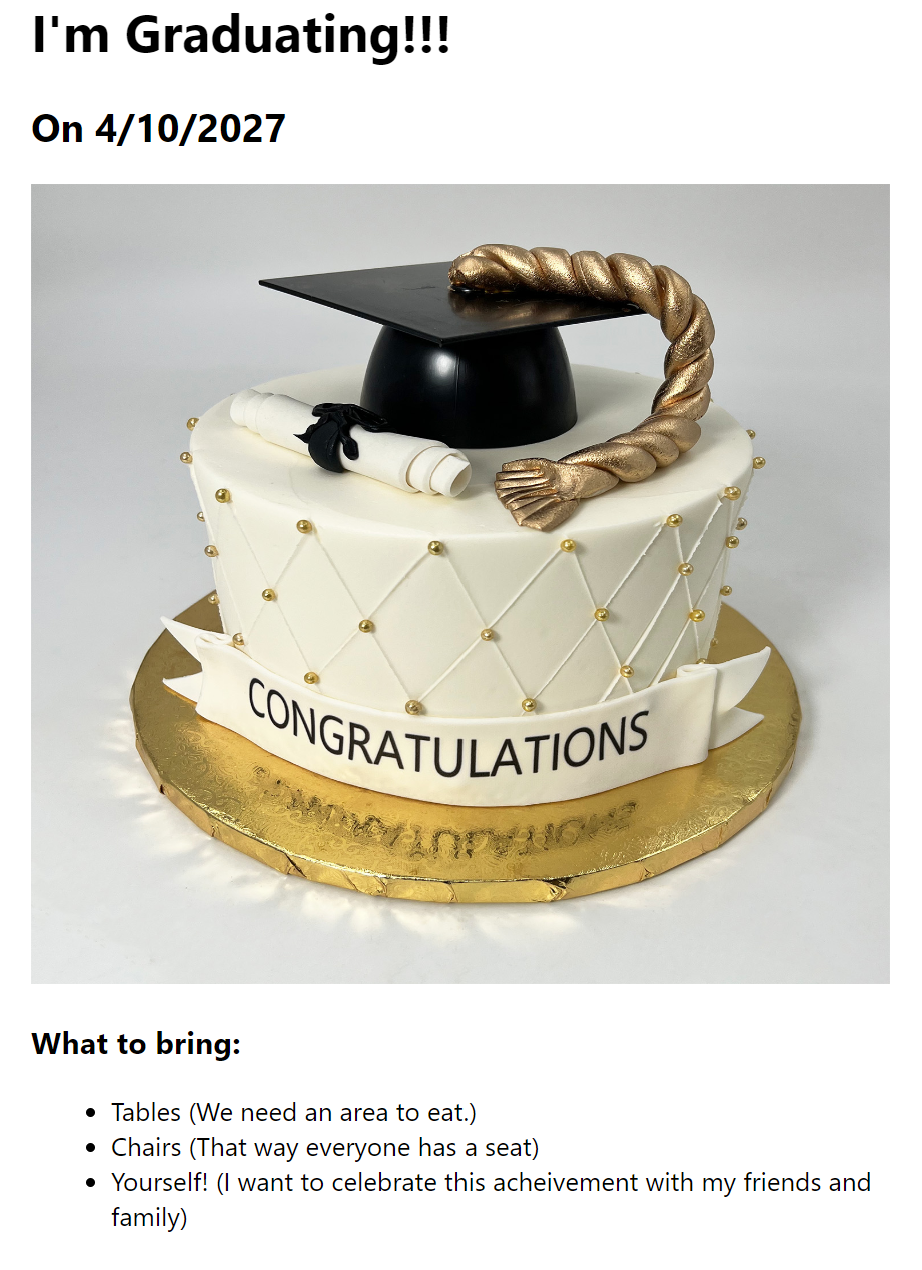 I'm Graduating!!!
On 4/10/2027
CONGRATULATIONS
What to bring:
• Tables (We need an area to eat.)
• Chairs (That way everyone has a seat)
• Yourself! (I want to celebrate this acheivement with my friends and
family)